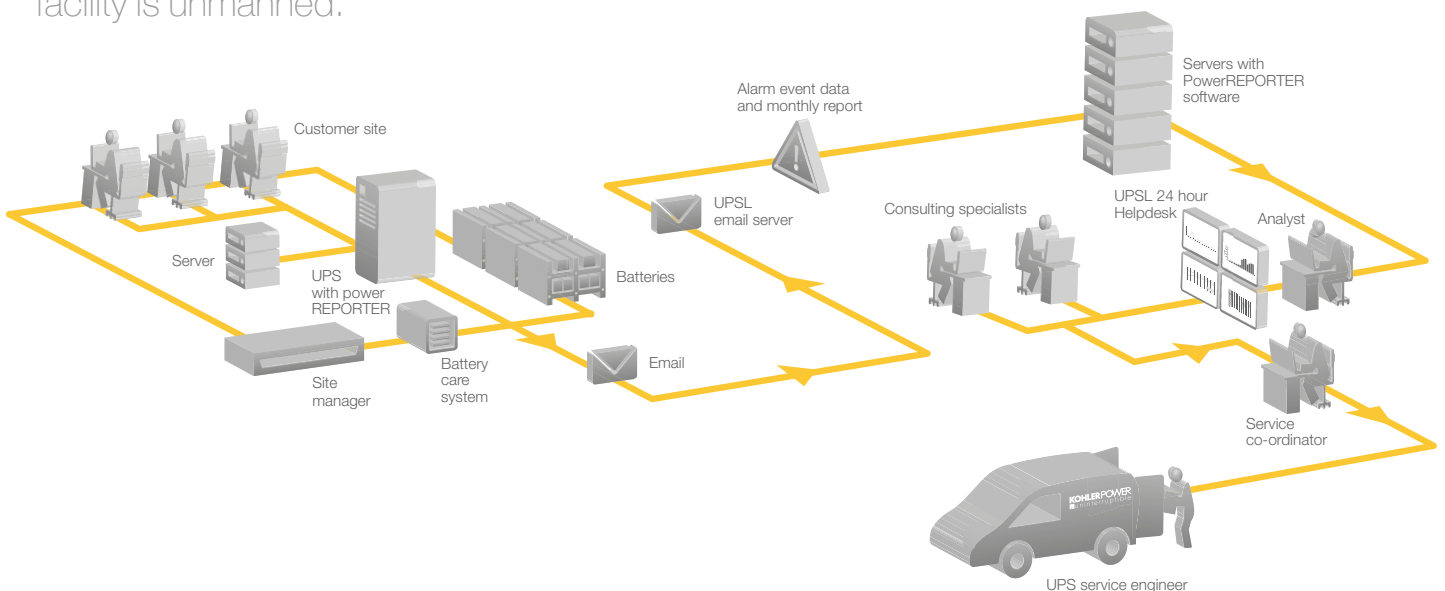 facility is unmanned.
Customer site
Server
UPS
with power
REPORTER
Batteries
Site
manager
Battery
care
system
Email
UPSL
email server
Alarm event data
and monthly report
Servers with
PowerREPORTER
software
Consulting specialists
UPSL 24 hour
Helpdesk
Analyst
Service
co-ordinator
KOHLERPOWER
uninterruptible
UPS service engineer